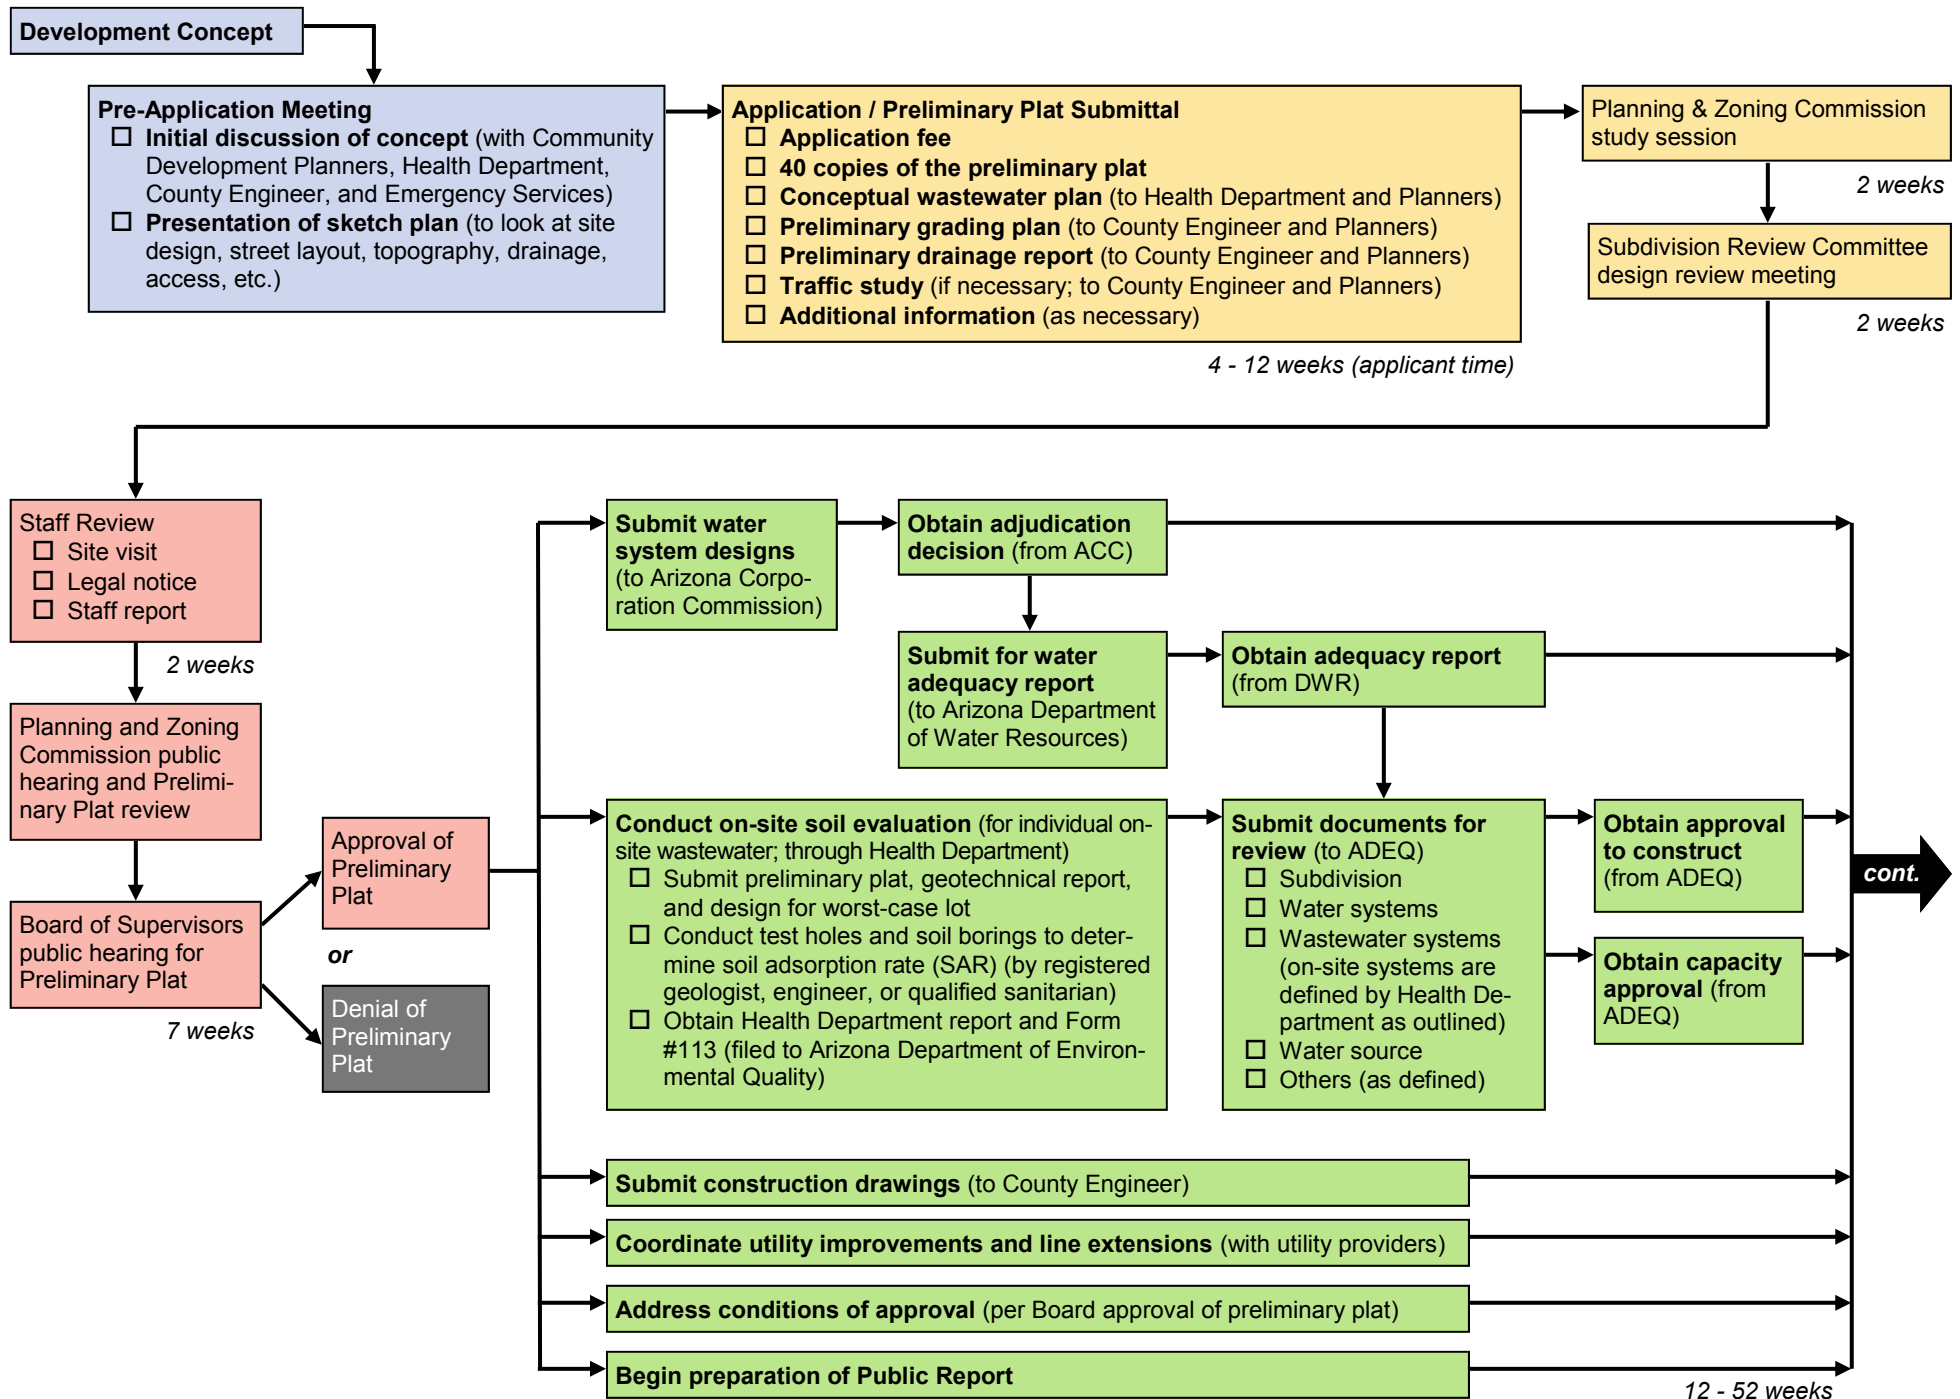 Development Concept
Pre-Application Meeting
☐ Initial discussion of concept (with Community
Development Planners, Health Department,
County Engineer, and Emergency Services)
☐ Presentation of sketch plan (to look at site
design, street layout, topography, drainage,
access, etc.)
Application / Preliminary Plat Submittal
☐ Application fee
☐ 40 copies of the preliminary plat
☐ Conceptual wastewater plan (to Health Department and Planners)
☐ Preliminary grading plan (to County Engineer and Planners)
☐ Preliminary drainage report (to County Engineer and Planners)
☐ Traffic study (if necessary; to County Engineer and Planners)
☐ Additional information (as necessary)
4 - 12 weeks (applicant time)
Planning & Zoning Commission
study session
2 weeks
Subdivision Review Committee
design review meeting
2 weeks
Staff Review
☐ Site visit
☐ Legal notice
☐ Staff report
2 weeks
Planning and Zoning
Commission public
hearing and Prelimi-
nary Plat review
Board of Supervisors
public hearing for
Preliminary Plat
7 weeks
Approval of
Preliminary
Plat
or
Denial of
Preliminary
Plat
Submit water
system designs
(to Arizona Corpo-
ration Commission)
Obtain adjudication
decision (from ACC)
Submit for water
adequacy report
(to Arizona Department
of Water Resources)
Obtain adequacy report
(from DWR)
Conduct on-site soil evaluation (for individual on-
site wastewater; through Health Department)
☐ Submit preliminary plat, geotechnical report,
and design for worst-case lot
☐ Conduct test holes and soil borings to deter-
mine soil adsorption rate (SAR) (by registered
geologist, engineer, or qualified sanitarian)
☐ Obtain Health Department report and Form
#113 (filed to Arizona Department of Environ-
mental Quality)
Submit documents for
review (to ADEQ)
☐ Subdivision
☐ Water systems
☐ Wastewater systems
(on-site systems are
defined by Health De-
partment as outlined)
☐ Water source
☐ Others (as defined)
Obtain approval
to construct
(from ADEQ)
Obtain capacity
approval (from
ADEQ)
cont.
Submit construction drawings (to County Engineer)
Coordinate utility improvements and line extensions (with utility providers)
Address conditions of approval (per Board approval of preliminary plat)
Begin preparation of Public Report
12 - 52 weeks